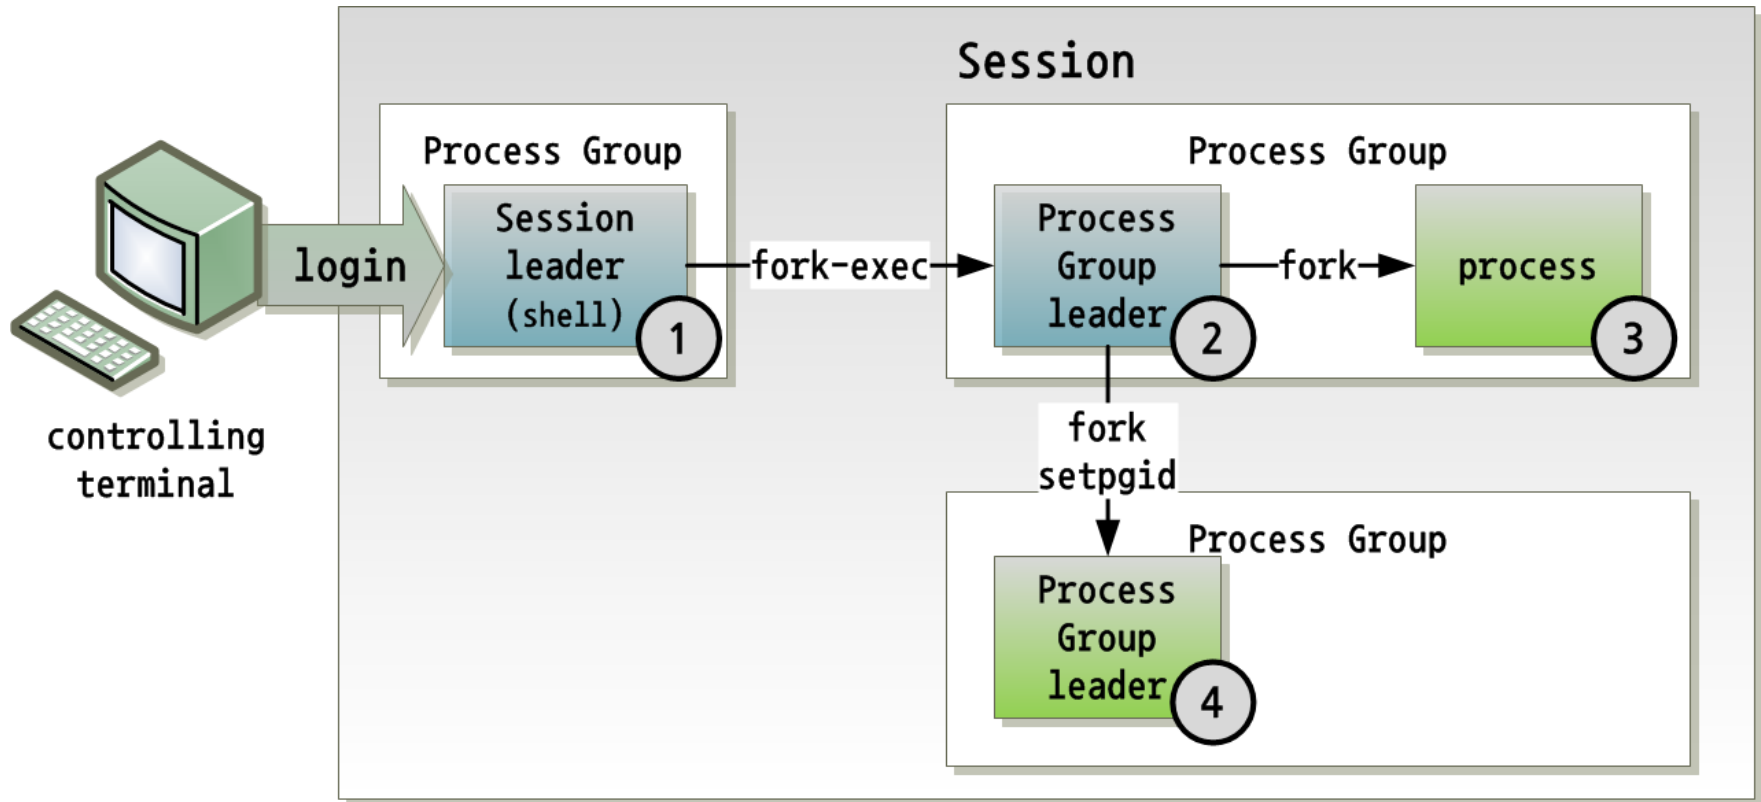 Session
Process Group
Session
leader
(shell)
1
login
controlling
terminal
fork-exec
Process Group
Process
Group
leader
2
fork
process
3
fork
setpgid
Process Group
Process
Group
leader
4